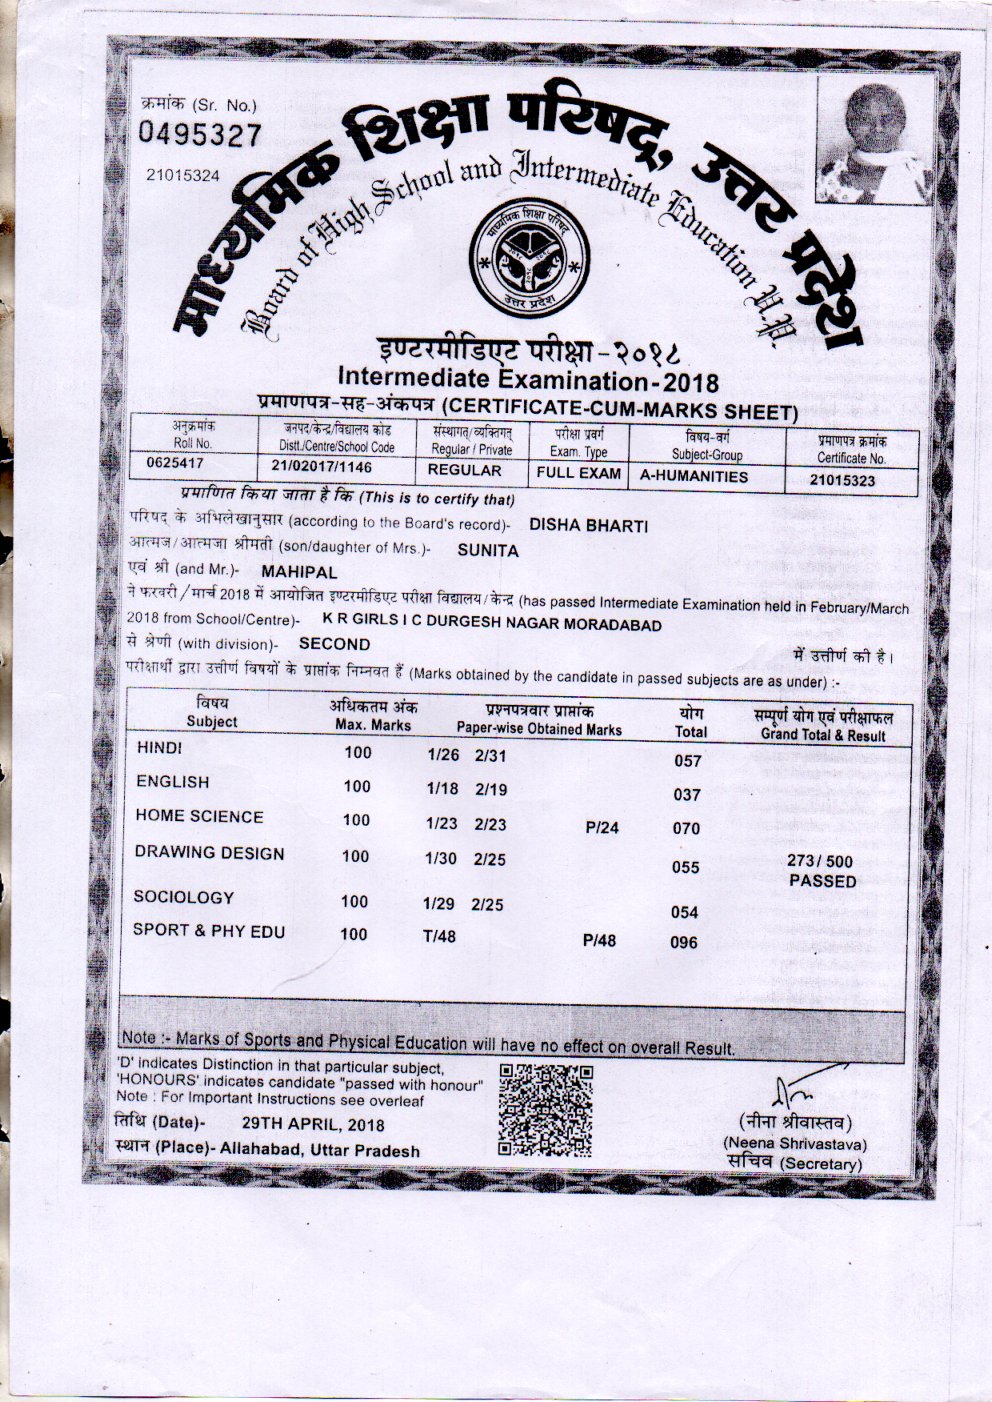 क्रमांक (Sr. No.)
0495327
21015324
माध्यमिक शिक्षा परिषद्, उत्तर प्रदेश
Board of High School and Intermediate Education U.P.
माध्यमिक शिक्षा परिषद
उत्तर प्रदेश
इण्टरमीडिएट परीक्षा - २०१८
Intermediate Examination - 2018
प्रमाणपत्र-सह-अंकपत्र (CERTIFICATE-CUM-MARKS SHEET)
अनुक्रमांक जनपद/केन्द्र/विद्यालय कोड संस्थागत्/व्यक्तिगत् परीक्षा प्रवर्ग विषय-वर्ग प्रमाणपत्र क्रमांक
Roll No. Distt./Centre/School Code Regular / Private Exam. Type Subject-Group Certificate No.
0625417 21/02017/1146 REGULAR FULL EXAM A-HUMANITIES 21015323
प्रमाणित किया जाता है कि (This is to certify that)
परिषद के अभिलेखानुसार (according to the Board's record)- DISHA BHARTI
आत्मज/आत्मजा श्रीमती (son/daughter of Mrs.)- SUNITA
एवं श्री (and Mr.)- MAHIPAL
ने फरवरी/मार्च 2018 में आयोजित इण्टरमीडिएट परीक्षा विद्यालय/केन्द्र (has passed Intermediate Examination held in February/March
2018 from School/Centre)- K R GIRLS I C DURGESH NAGAR MORADABAD
से श्रेणी (with division)- SECOND में उत्तीर्ण की है।
परीक्षार्थी द्वारा उत्तीर्ण विषयों के प्राप्तांक निम्नवत हैं (Marks obtained by the candidate in passed subjects are as under) :-
विषय अधिकतम अंक प्रश्नपत्रवार प्राप्तांक योग सम्पूर्ण योग एवं परीक्षाफल
Subject Max. Marks Paper-wise Obtained Marks Total Grand Total & Result
HINDI 100 1/26 2/31 057
ENGLISH 100 1/18 2/19 037
HOME SCIENCE 100 1/23 2/23 P/24 070
DRAWING DESIGN 100 1/30 2/25 055 273/ 500
PASSED
SOCIOLOGY 100 1/29 2/25 054
SPORT & PHY EDU 100 T/48 P/48 096
Note :- Marks of Sports and Physical Education will have no effect on overall Result.
'D' indicates Distinction in that particular subject,
'HONOURS' indicates candidate "passed with honour"
Note : For Important Instructions see overleaf
तिथि (Date)- 29TH APRIL, 2018
स्थान (Place)- Allahabad, Uttar Pradesh
(नीना श्रीवास्तव)
(Neena Shrivastava)
सचिव (Secretary)